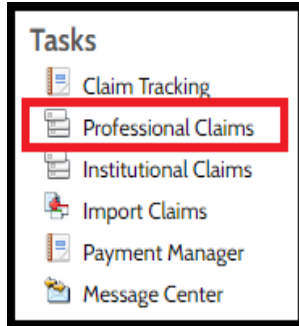 Tasks
Claim Tracking
Professional Claims
Institutional Claims
Import Claims
Payment Manager
Message Center